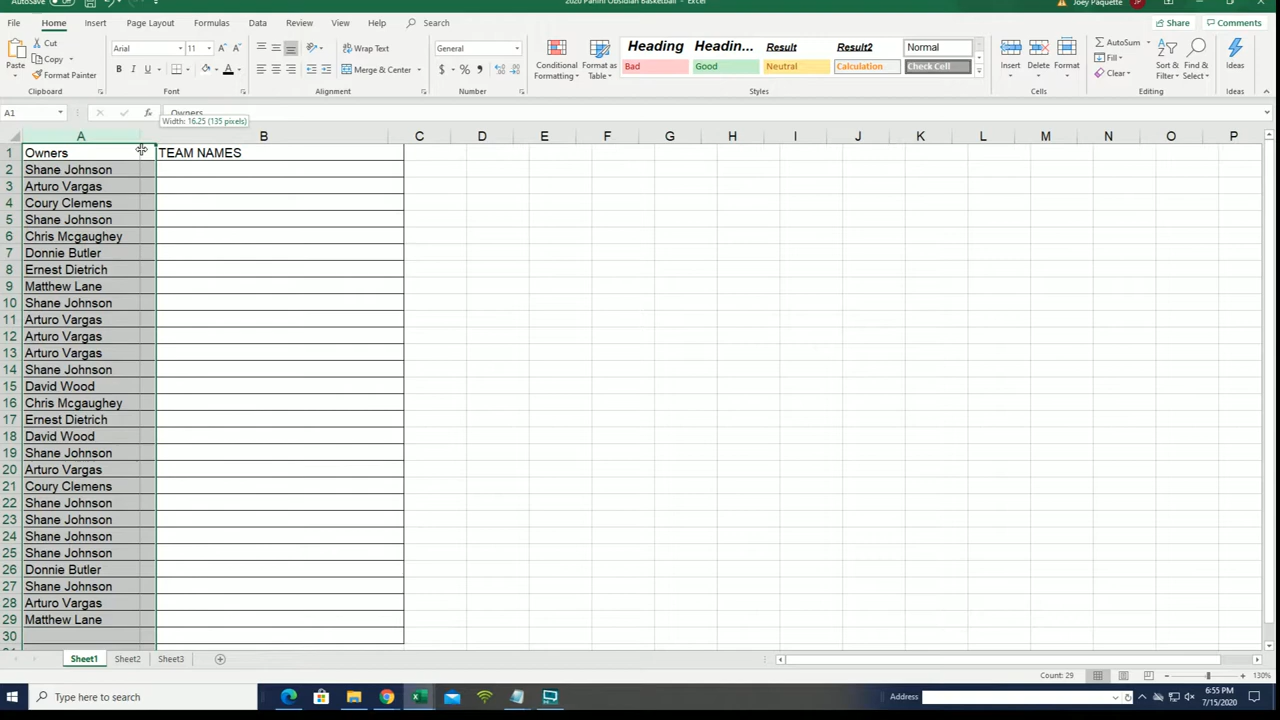 AutoSave Off
2020 Panini Obsidian Basketball - Excel
Joey Paquette JP
File Home Insert Page Layout Formulas Data Review View Help Search Share Comments
Cut
Copy
Format Painter
Paste
Clipboard
Arial 11
B I U A
Font
Wrap Text
Merge & Center
Alignment
General
$ % ,
Number
Conditional Formatting
Format as Table
Heading Headin... Result Result2 Normal
Bad Good Neutral Calculation Check Cell
Styles
Insert Delete Format
Cells
AutoSum
Fill
Clear
Sort & Filter
Find & Select
Editing
Ideas
Ideas
A1 fx Owners
Width: 16.25 (135 pixels)
A B C D E F G H I J K L M N O P
1 Owners TEAM NAMES
2 Shane Johnson
3 Arturo Vargas
4 Coury Clemens
5 Shane Johnson
6 Chris Mcgaughey
7 Donnie Butler
8 Ernest Dietrich
9 Matthew Lane
10 Shane Johnson
11 Arturo Vargas
12 Arturo Vargas
13 Arturo Vargas
14 Shane Johnson
15 David Wood
16 Chris Mcgaughey
17 Ernest Dietrich
18 David Wood
19 Shane Johnson
20 Arturo Vargas
21 Coury Clemens
22 Shane Johnson
23 Shane Johnson
24 Shane Johnson
25 Shane Johnson
26 Donnie Butler
27 Shane Johnson
28 Arturo Vargas
29 Matthew Lane
30
Sheet1 Sheet2 Sheet3
Count: 29 130%
Type here to search
Address
6:55 PM
7/15/2020